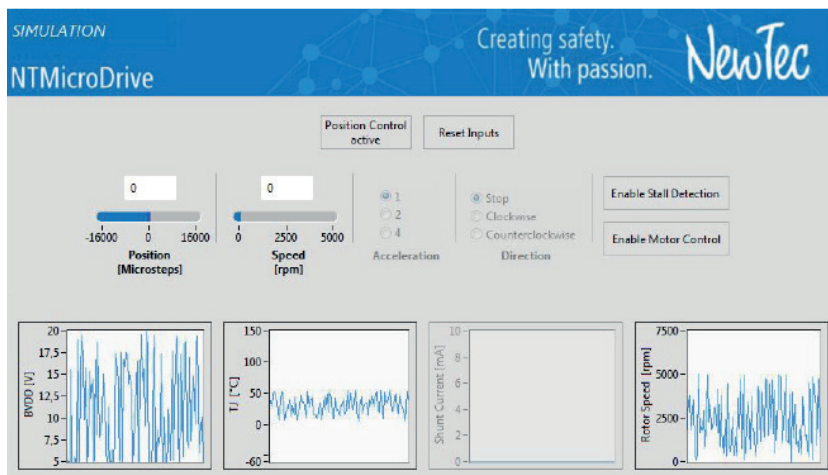 SIMULATION
NTMicroDrive
Creating safety.
With passion.
NewTec
Position Control
active
Reset Inputs
0
-16000 0 16000
Position
[Microsteps]
0
0 2500 5000
Speed
[rpm]
1
2
4
Acceleration
Stop
Clockwise
Counterclockwise
Direction
Enable Stall Detection
Enable Motor Control
BVDD [V]
20
17,5
15
12,5
10
7,5
5
TJ [°C]
150
100
50
0
-60
Shunt Current [mA]
10
8
6
4
2
0
Rotor Speed [rpm]
7500
5000
2500
0